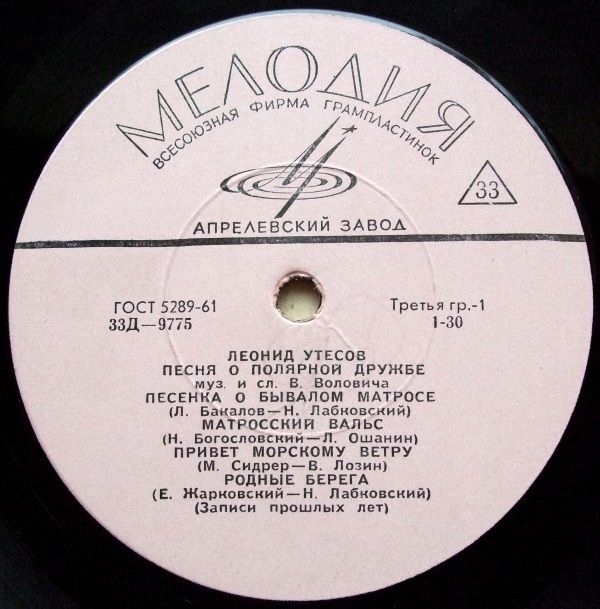 МЕЛОДИЯ
ВСЕСОЮЗНАЯ ФИРМА ГРАМПЛАСТИНОК
33
АПРЕЛЕВСКИЙ ЗАВОД
ГОСТ 5289-61
Третья гр.-1
33Д—9775
1-30
ЛЕОНИД УТЕСОВ
ПЕСНЯ О ПОЛЯРНОЙ ДРУЖБЕ
муз. и сл. В. Воловича
ПЕСЕНКА О БЫВАЛОМ МАТРОСЕ
(Л. Бакалов—Н. Лабковский)
МАТРОССКИЙ ВАЛЬС
(Н. Богословский—Л. Ошанин)
ПРИВЕТ МОРСКОМУ ВЕТРУ
(М. Сидрер—В. Лозин)
РОДНЫЕ БЕРЕГА
(Е. Жарковский—Н. Лабковский)
(Записи прошлых лет)